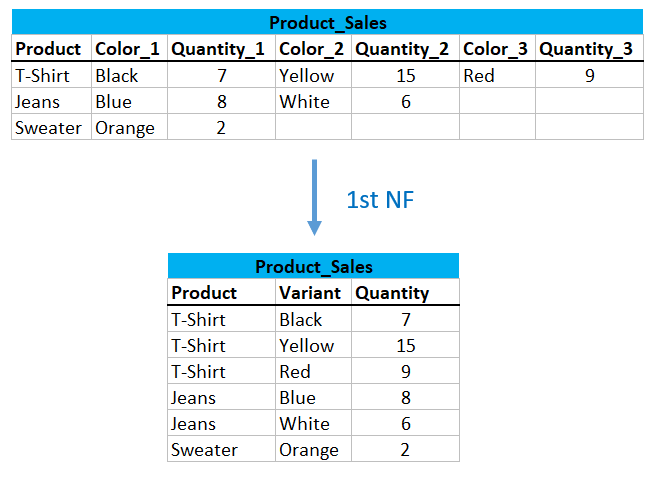 Product_Sales
Product Color_1 Quantity_1 Color_2 Quantity_2 Color_3 Quantity_3
T-Shirt Black 7 Yellow 15 Red 9
Jeans Blue 8 White 6
Sweater Orange 2
1st NF
Product_Sales
Product Variant Quantity
T-Shirt Black 7
T-Shirt Yellow 15
T-Shirt Red 9
Jeans Blue 8
Jeans White 6
Sweater Orange 2